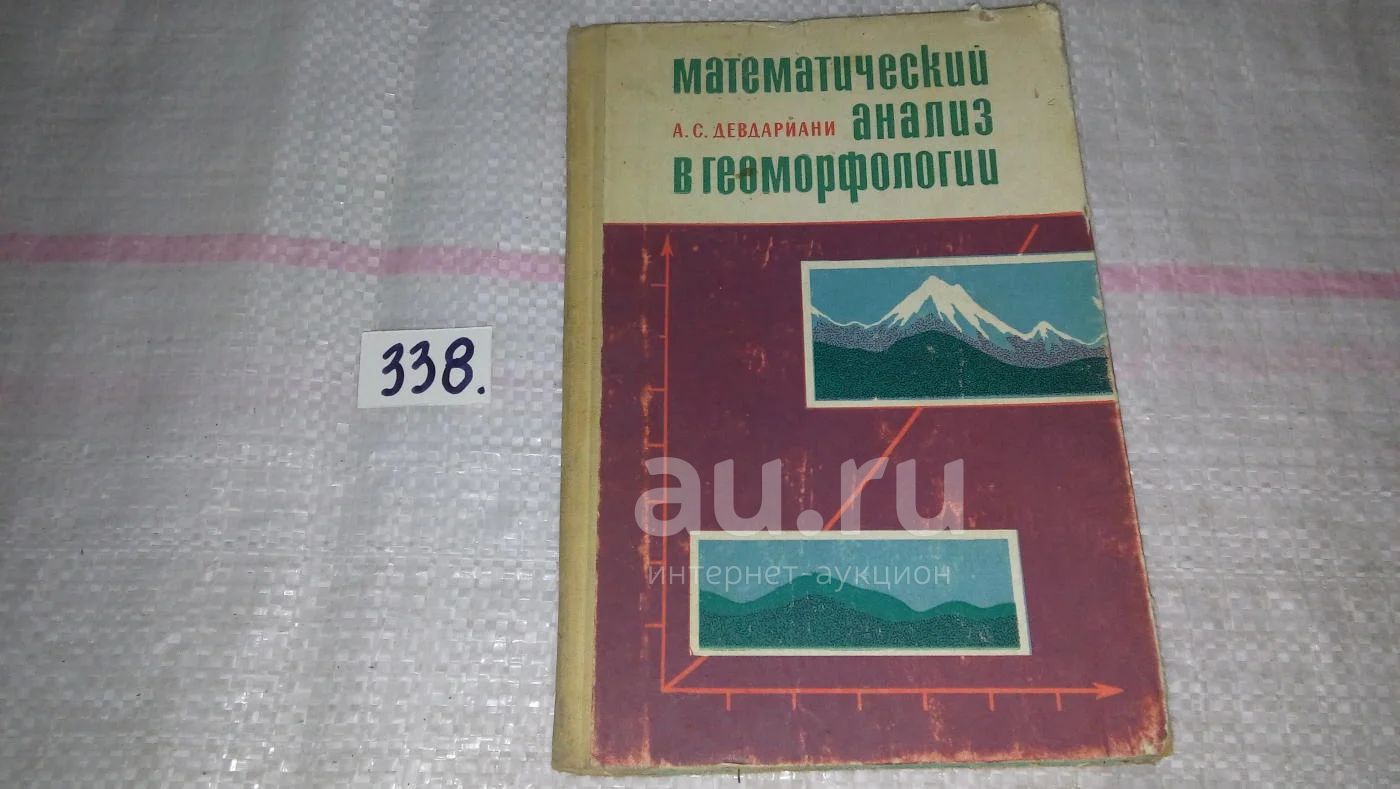 математический
А. С. ДЕВДАРИАНИ анализ
в геоморфологии
338.
au.ru
интернет-аукцион